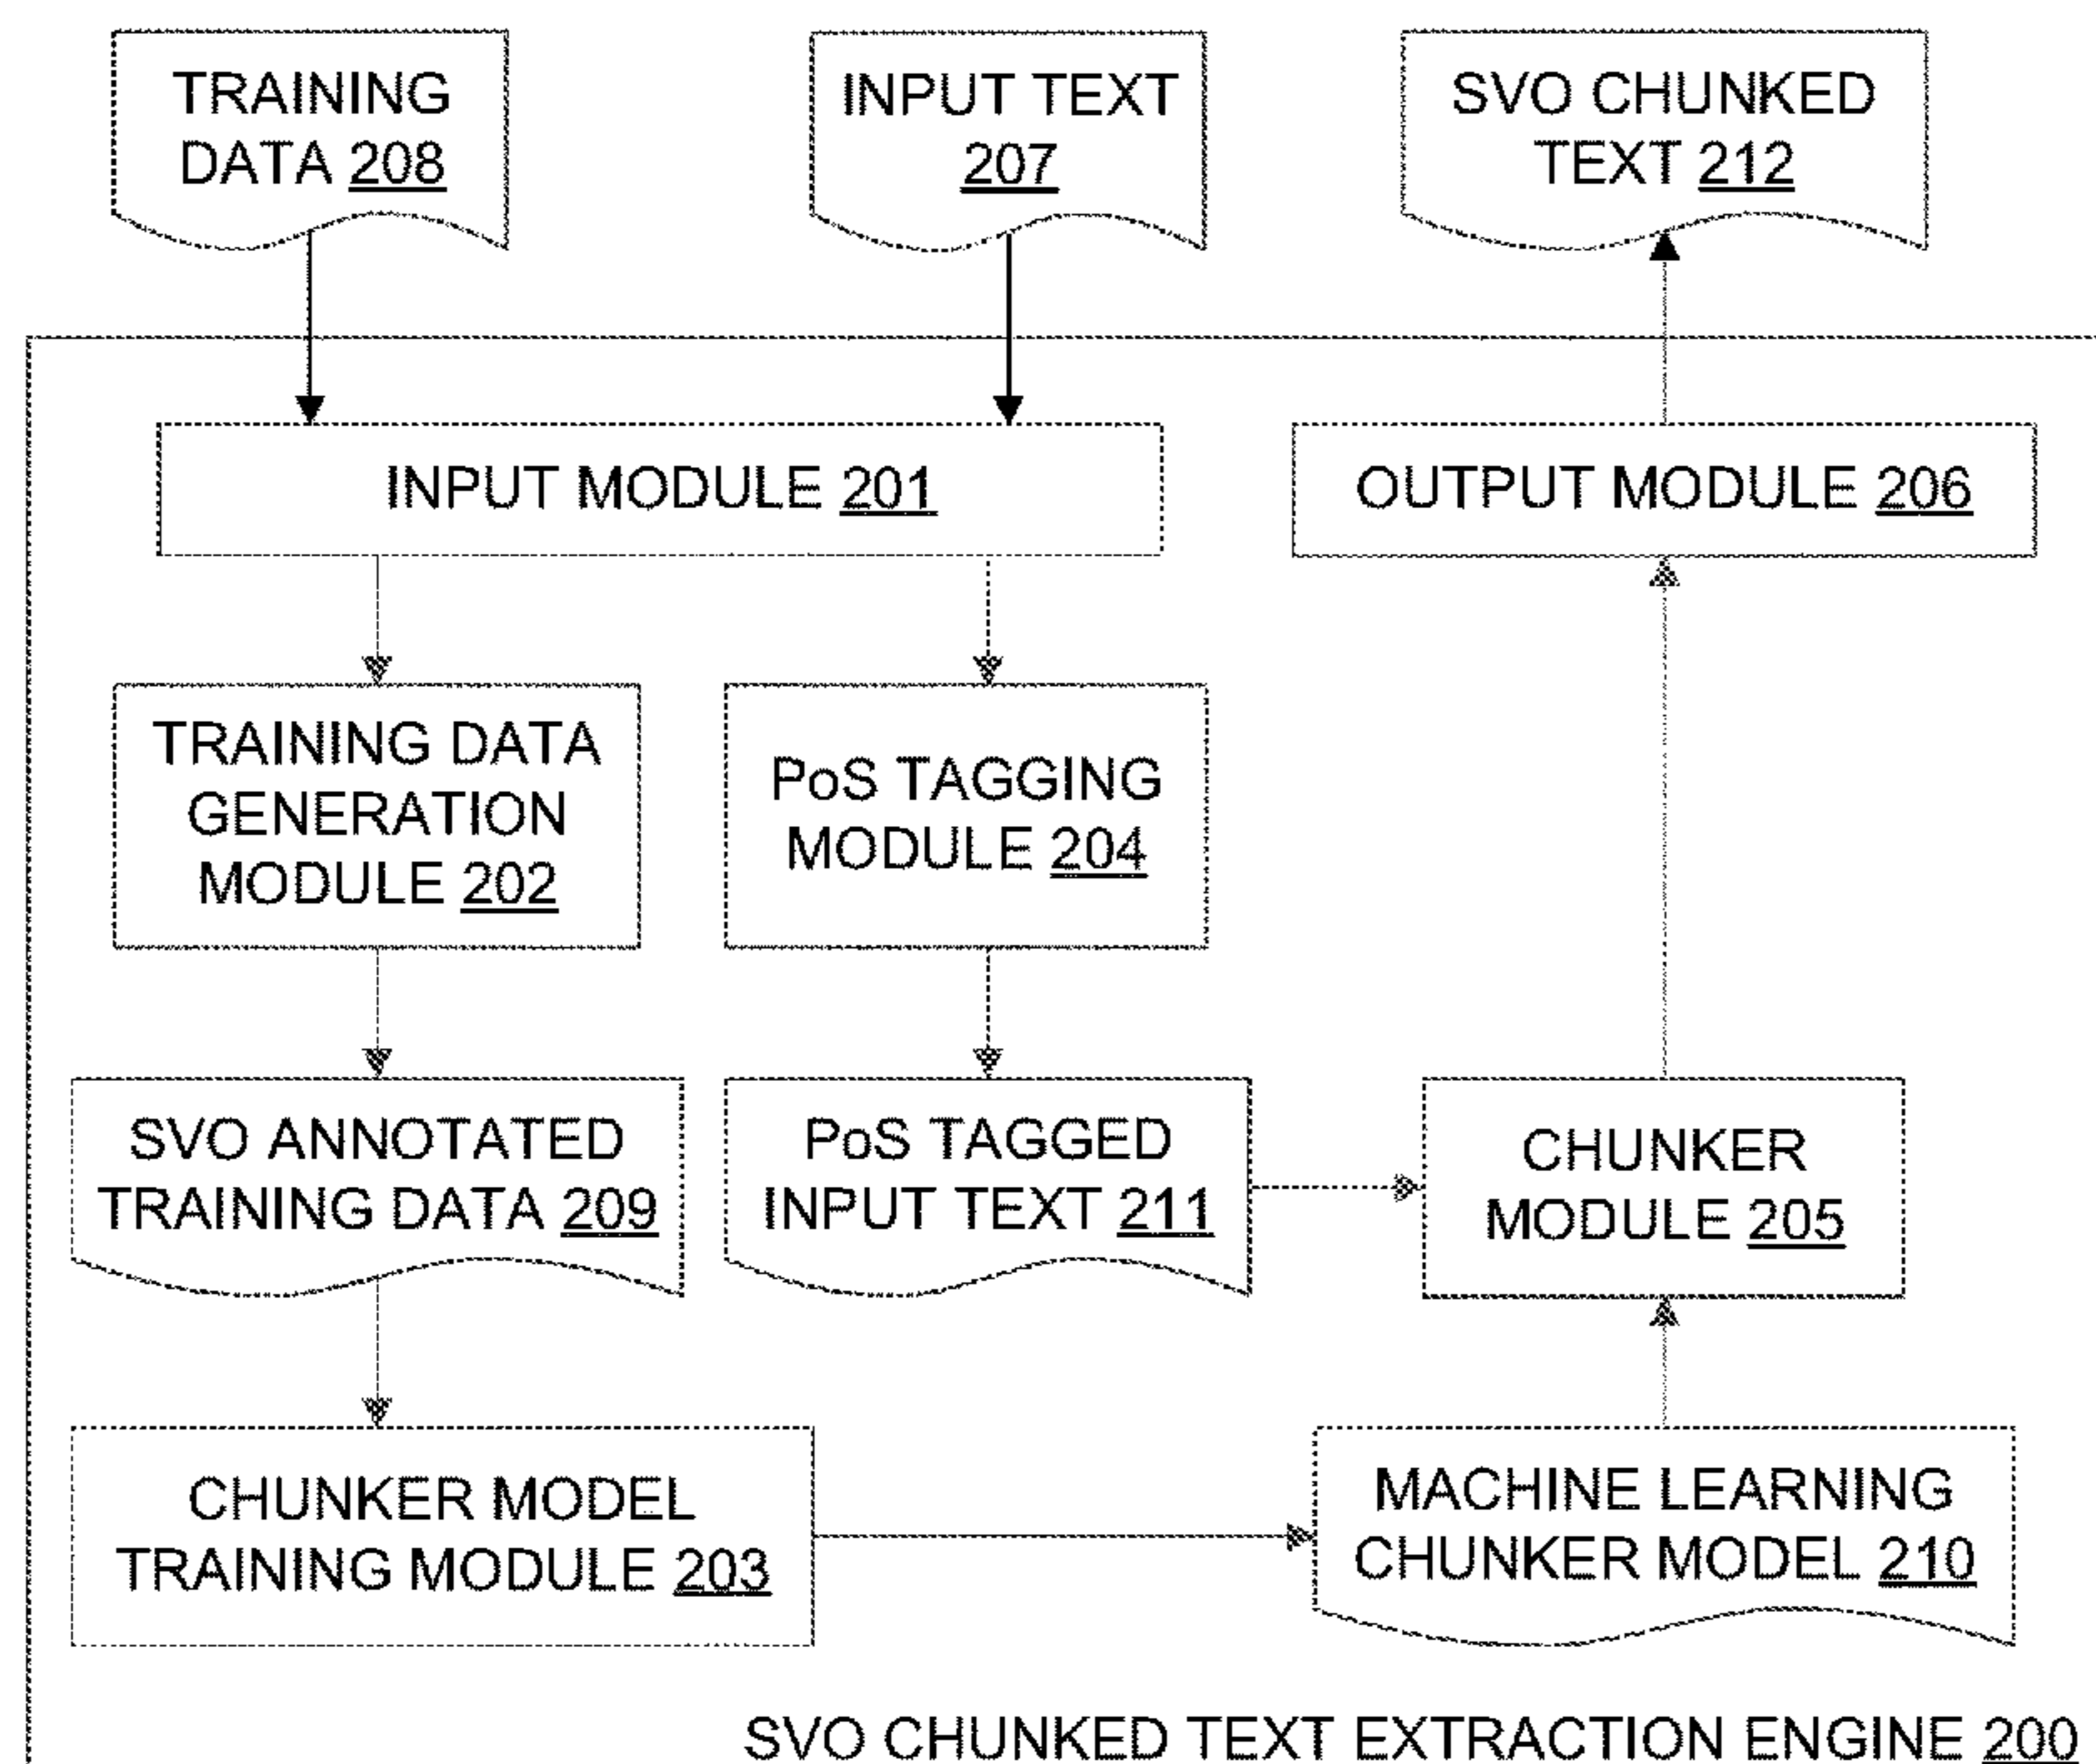 TRAINING
DATA 208
INPUT TEXT
207
SVO CHUNKED
TEXT 212
INPUT MODULE 201
OUTPUT MODULE 206
TRAINING DATA
GENERATION
MODULE 202
PoS TAGGING
MODULE 204
SVO ANNOTATED
TRAINING DATA 209
PoS TAGGED
INPUT TEXT 211
CHUNKER
MODULE 205
CHUNKER MODEL
TRAINING MODULE 203
MACHINE LEARNING
CHUNKER MODEL 210
SVO CHUNKED TEXT EXTRACTION ENGINE 200